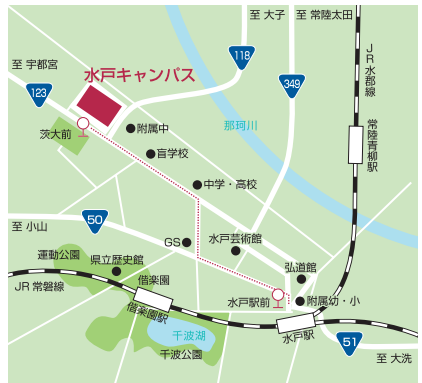 至 大子
至 常陸太田
至 宇都宮
118
水戸キャンパス
JR水郡線
349
123
那珂川
茨大前
附属中
常陸青柳駅
盲学校
中学・高校
50
至 小山
水戸芸術館
GS
運動公園
県立歴史館
弘道館
偕楽園
JR常磐線
水戸駅前
附属幼・小
偕楽園駅
千波湖
水戸駅
51
千波公園
至 大洗